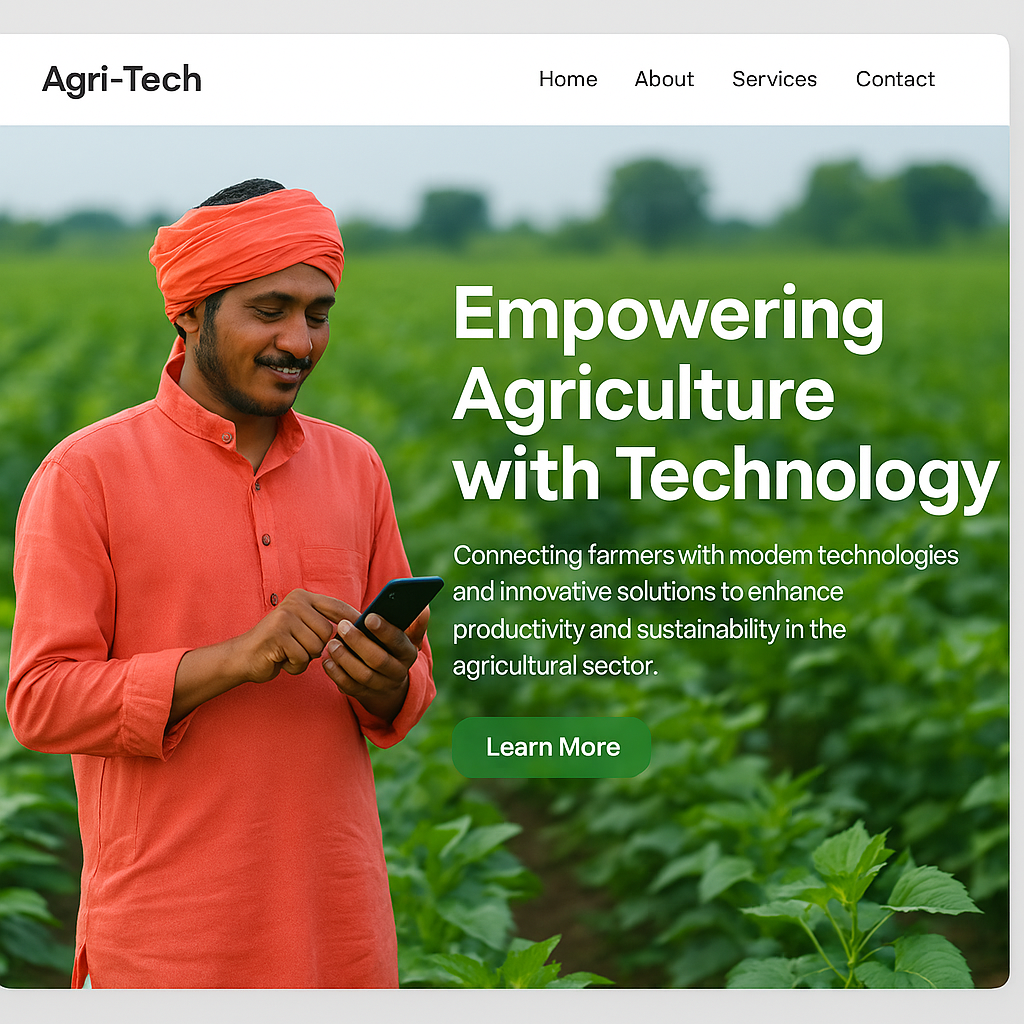 Agri-Tech
Home About Services Contact
Empowering
Agriculture
with Technology
Connecting farmers with modern technologies
and innovative solutions to enhance
productivity and sustainability in the
agricultural sector.
Learn More